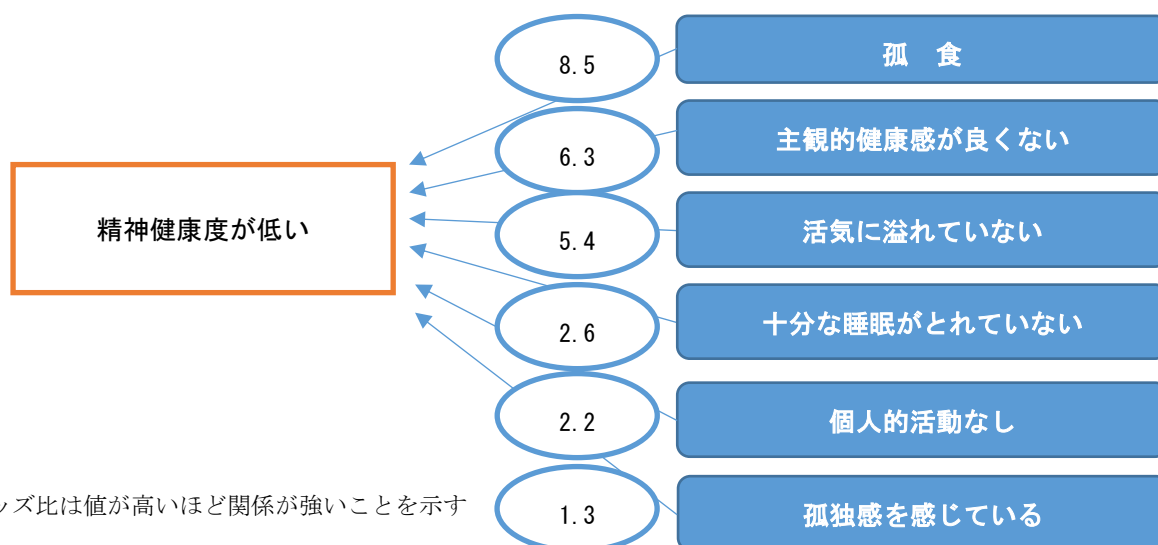 8.5
孤　食
6.3
主観的健康感が良くない
精神健康度が低い
5.4
活気に溢れていない
2.6
十分な睡眠がとれていない
2.2
個人的活動なし
ッズ比は値が高いほど関係が強いことを示す
1.3
孤独感を感じている